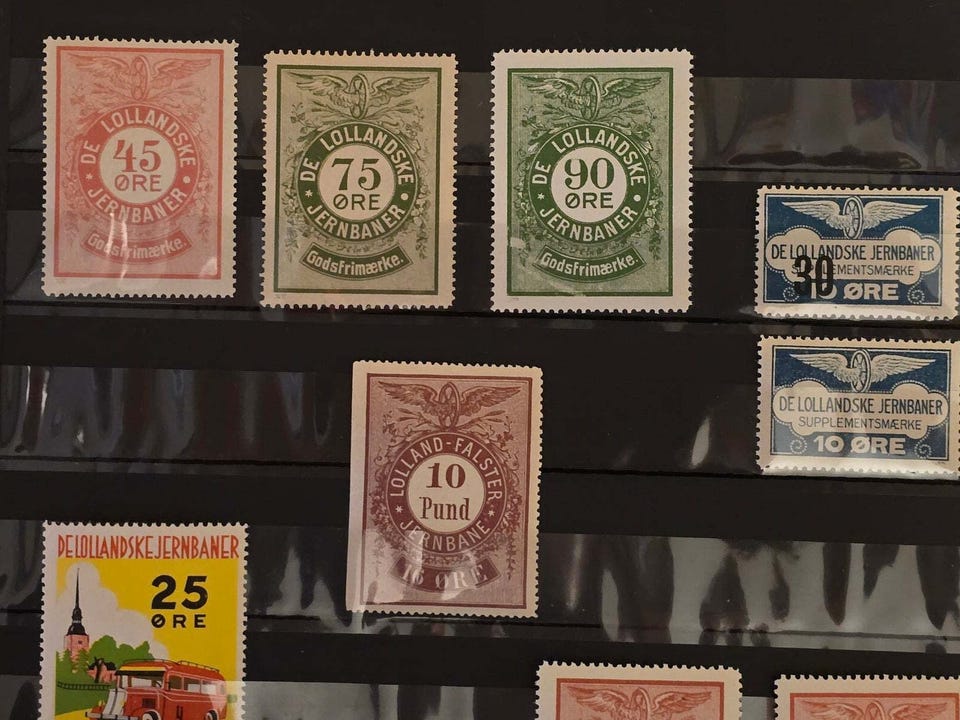 DE LOLLANDSKE
45
ØRE
JERNBANER
Godsfrimærke.
DE LOLLANDSKE
75
ØRE
JERNBANER
Godsfrimærke.
DE LOLLANDSKE
90
ØRE
JERNBANER
Godsfrimærke.
DE LOLLANDSKE JERNBANER
SUPPLEMENTSMÆRKE
30
ØRE
DE LOLLANDSKE JERNBANER
SUPPLEMENTSMÆRKE
10 ØRE
LOLLAND-FALSTER
10
Pund
JERNBANE
16 ØRE
DE LOLLANDSKE JERNBANER
25
ØRE
4